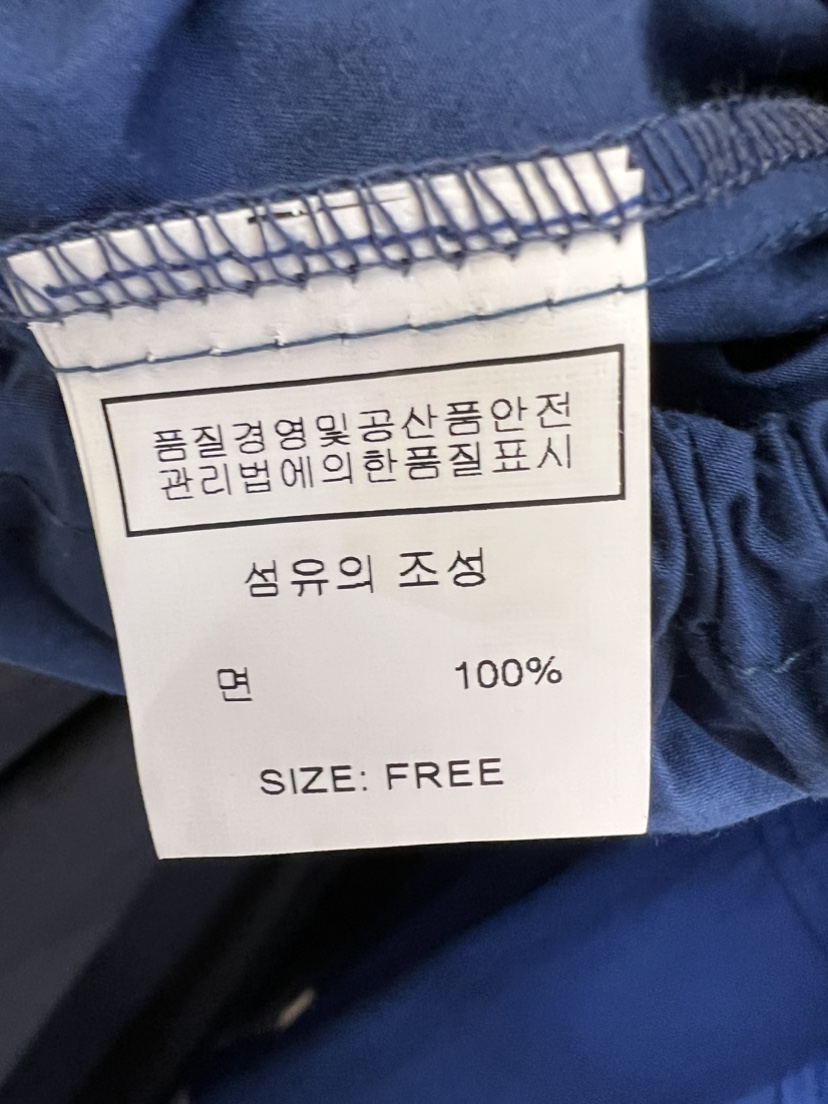 품질경영및공산품안전
관리법에의한품질표시
섬유의 조성
면 100%
SIZE: FREE